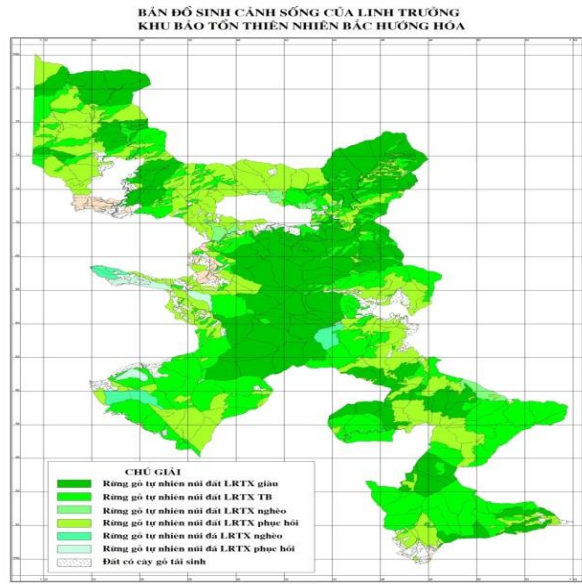 BẢN ĐỒ SINH CẢNH SỐNG CỦA LINH TRƯỞNG
KHU BẢO TỒN THIÊN NHIÊN BẮC HƯỚNG HÓA
CHÚ GIẢI
Rừng gỗ tự nhiên núi đất LRTX giàu
Rừng gỗ tự nhiên núi đất LRTX TB
Rừng gỗ tự nhiên núi đất LRTX nghèo
Rừng gỗ tự nhiên núi đất LRTX phục hồi
Rừng gỗ tự nhiên núi đá LRTX nghèo
Rừng gỗ tự nhiên núi đá LRTX phục hồi
Đất có cây gỗ tái sinh